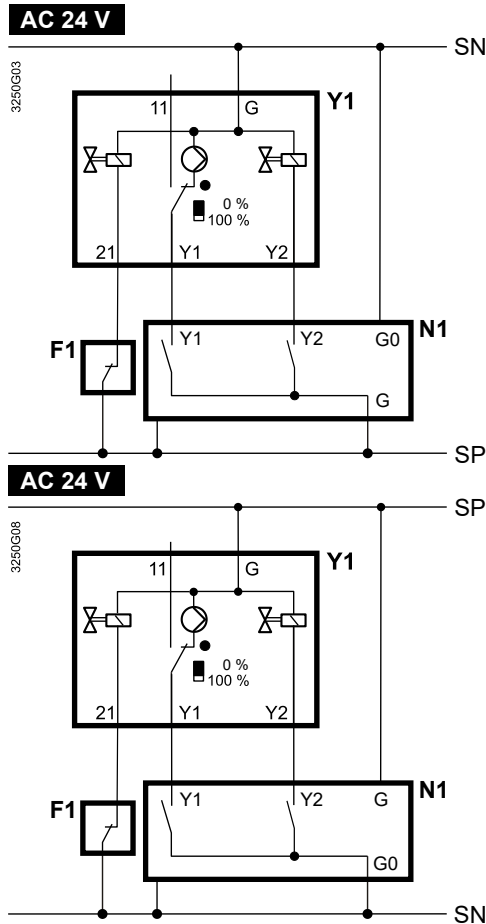 AC 24 V
SN
3250G03
11 G Y1
0 %
100 %
21 Y1 Y2
F1 Y1 Y2 G0 N1
G
SP
AC 24 V
SP
3250G08
11 G Y1
0 %
100 %
21 Y1 Y2
F1 Y1 Y2 G N1
G0
SN